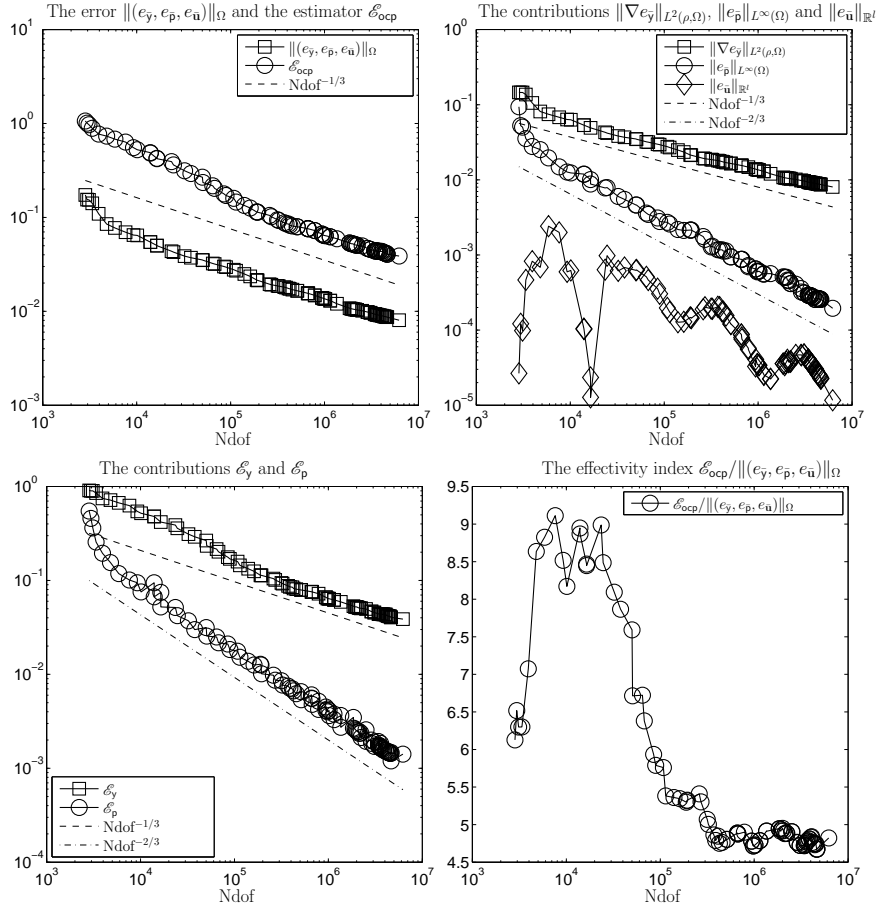 The error ‖(e_ȳ, e_p̄, e_ū)‖_Ω and the estimator ℰ_ocp
‖(e_ȳ, e_p̄, e_ū)‖_Ω
ℰ_ocp
Ndof^{-1/3}
10^1
10^0
10^{-1}
10^{-2}
10^{-3}
10^3 10^4 10^5 10^6 10^7
Ndof
The contributions ‖∇e_ȳ‖_{L²(ρ,Ω)}, ‖e_p̄‖_{L^∞(Ω)} and ‖e_ū‖_{ℝ^l}
‖∇e_ȳ‖_{L²(ρ,Ω)}
‖e_p̄‖_{L^∞(Ω)}
‖e_ū‖_{ℝ^l}
Ndof^{-1/3}
Ndof^{-2/3}
10^0
10^{-1}
10^{-2}
10^{-3}
10^{-4}
10^{-5}
10^3 10^4 10^5 10^6 10^7
Ndof
The contributions ℰ_y and ℰ_p
10^0
10^{-1}
10^{-2}
10^{-3}
10^{-4}
ℰ_y
ℰ_p
Ndof^{-1/3}
Ndof^{-2/3}
10^3 10^4 10^5 10^6 10^7
Ndof
The effectivity index ℰ_ocp/‖(e_ȳ, e_p̄, e_ū)‖_Ω
ℰ_ocp/‖(e_ȳ, e_p̄, e_ū)‖_Ω
9.5
9
8.5
8
7.5
7
6.5
6
5.5
5
4.5
10^3 10^4 10^5 10^6 10^7
Ndof